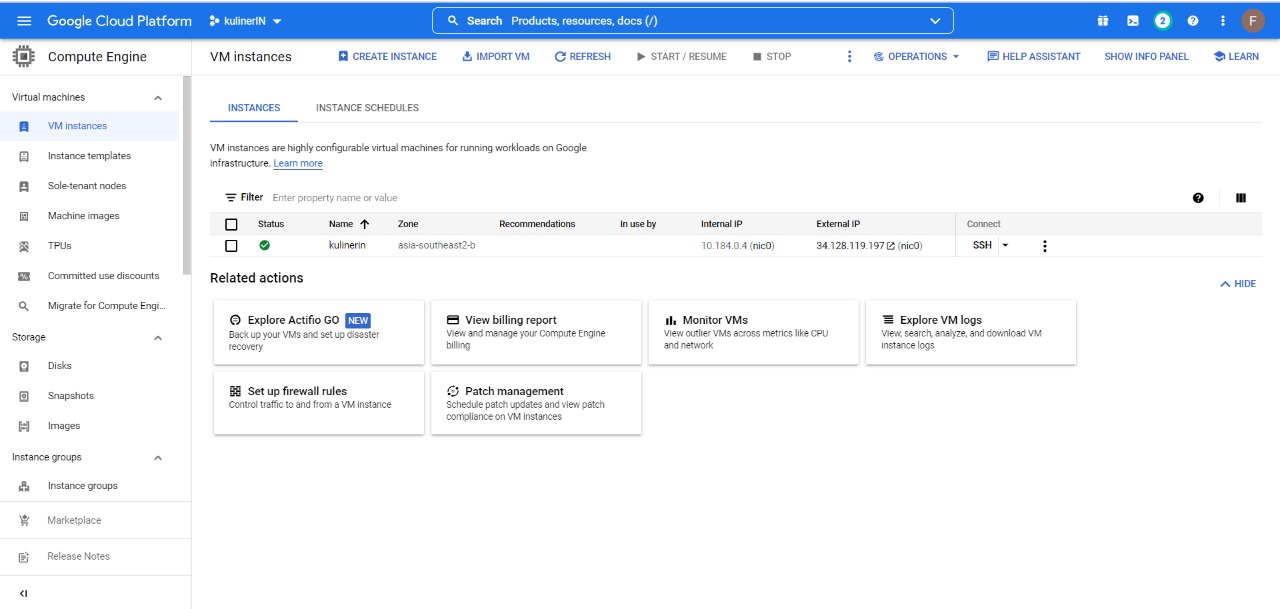 Google Cloud Platform
kulinerIN
Search Products, resources, docs (/)
2
F
Compute Engine
VM instances
CREATE INSTANCE
IMPORT VM
REFRESH
START / RESUME
STOP
OPERATIONS
HELP ASSISTANT
SHOW INFO PANEL
LEARN
Virtual machines
VM instances
Instance templates
Sole-tenant nodes
Machine images
TPUs
Committed use discounts
Migrate for Compute Engi...
Storage
Disks
Snapshots
Images
Instance groups
Instance groups
Marketplace
Release Notes
INSTANCES
INSTANCE SCHEDULES
VM instances are highly configurable virtual machines for running workloads on Google
infrastructure. Learn more
Filter Enter property name or value
Status Name Zone Recommendations In use by Internal IP External IP Connect
kulinerin asia-southeast2-b 10.184.0.4 (nic0) 34.128.119.197 (nic0) SSH
Related actions
HIDE
Explore Actifio GO NEW
Back up your VMs and set up disaster
recovery
View billing report
View and manage your Compute Engine
billing
Monitor VMs
View outlier VMs across metrics like CPU
and network
Explore VM logs
View, search, analyze, and download VM
instance logs
Set up firewall rules
Control traffic to and from a VM instance
Patch management
Schedule patch updates and view patch
compliance on VM instances